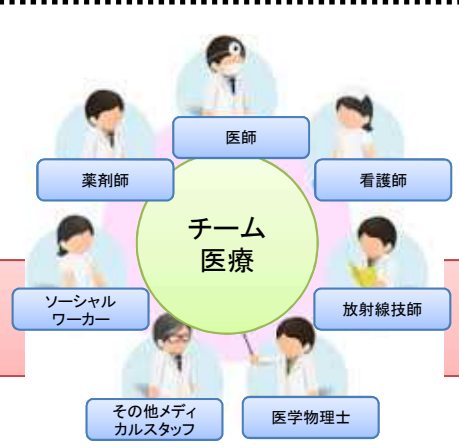 医師
薬剤師
看護師
チーム
医療
ソーシャル
ワーカー
放射線技師
その他メディ
カルスタッフ
医学物理士